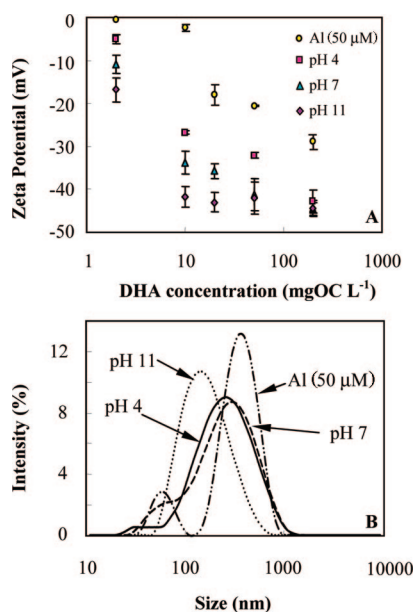 0
-10
-20
-30
-40
-50
Zeta Potential (mV)
Al (50 μM)
pH 4
pH 7
pH 11
A
1
10
100
1000
DHA concentration (mgOC L-1)
12
8
4
0
Intensity (%)
pH 11
pH 4
Al (50 μM)
pH 7
B
10
100
1000
10000
Size (nm)